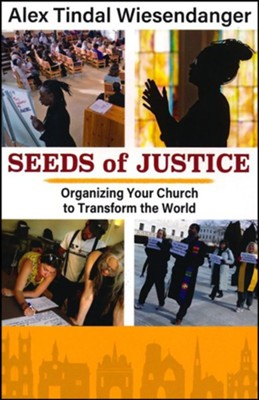 Alex Tindal Wiesendanger
SEEDS of JUSTICE
Organizing Your Church
to Transform the World